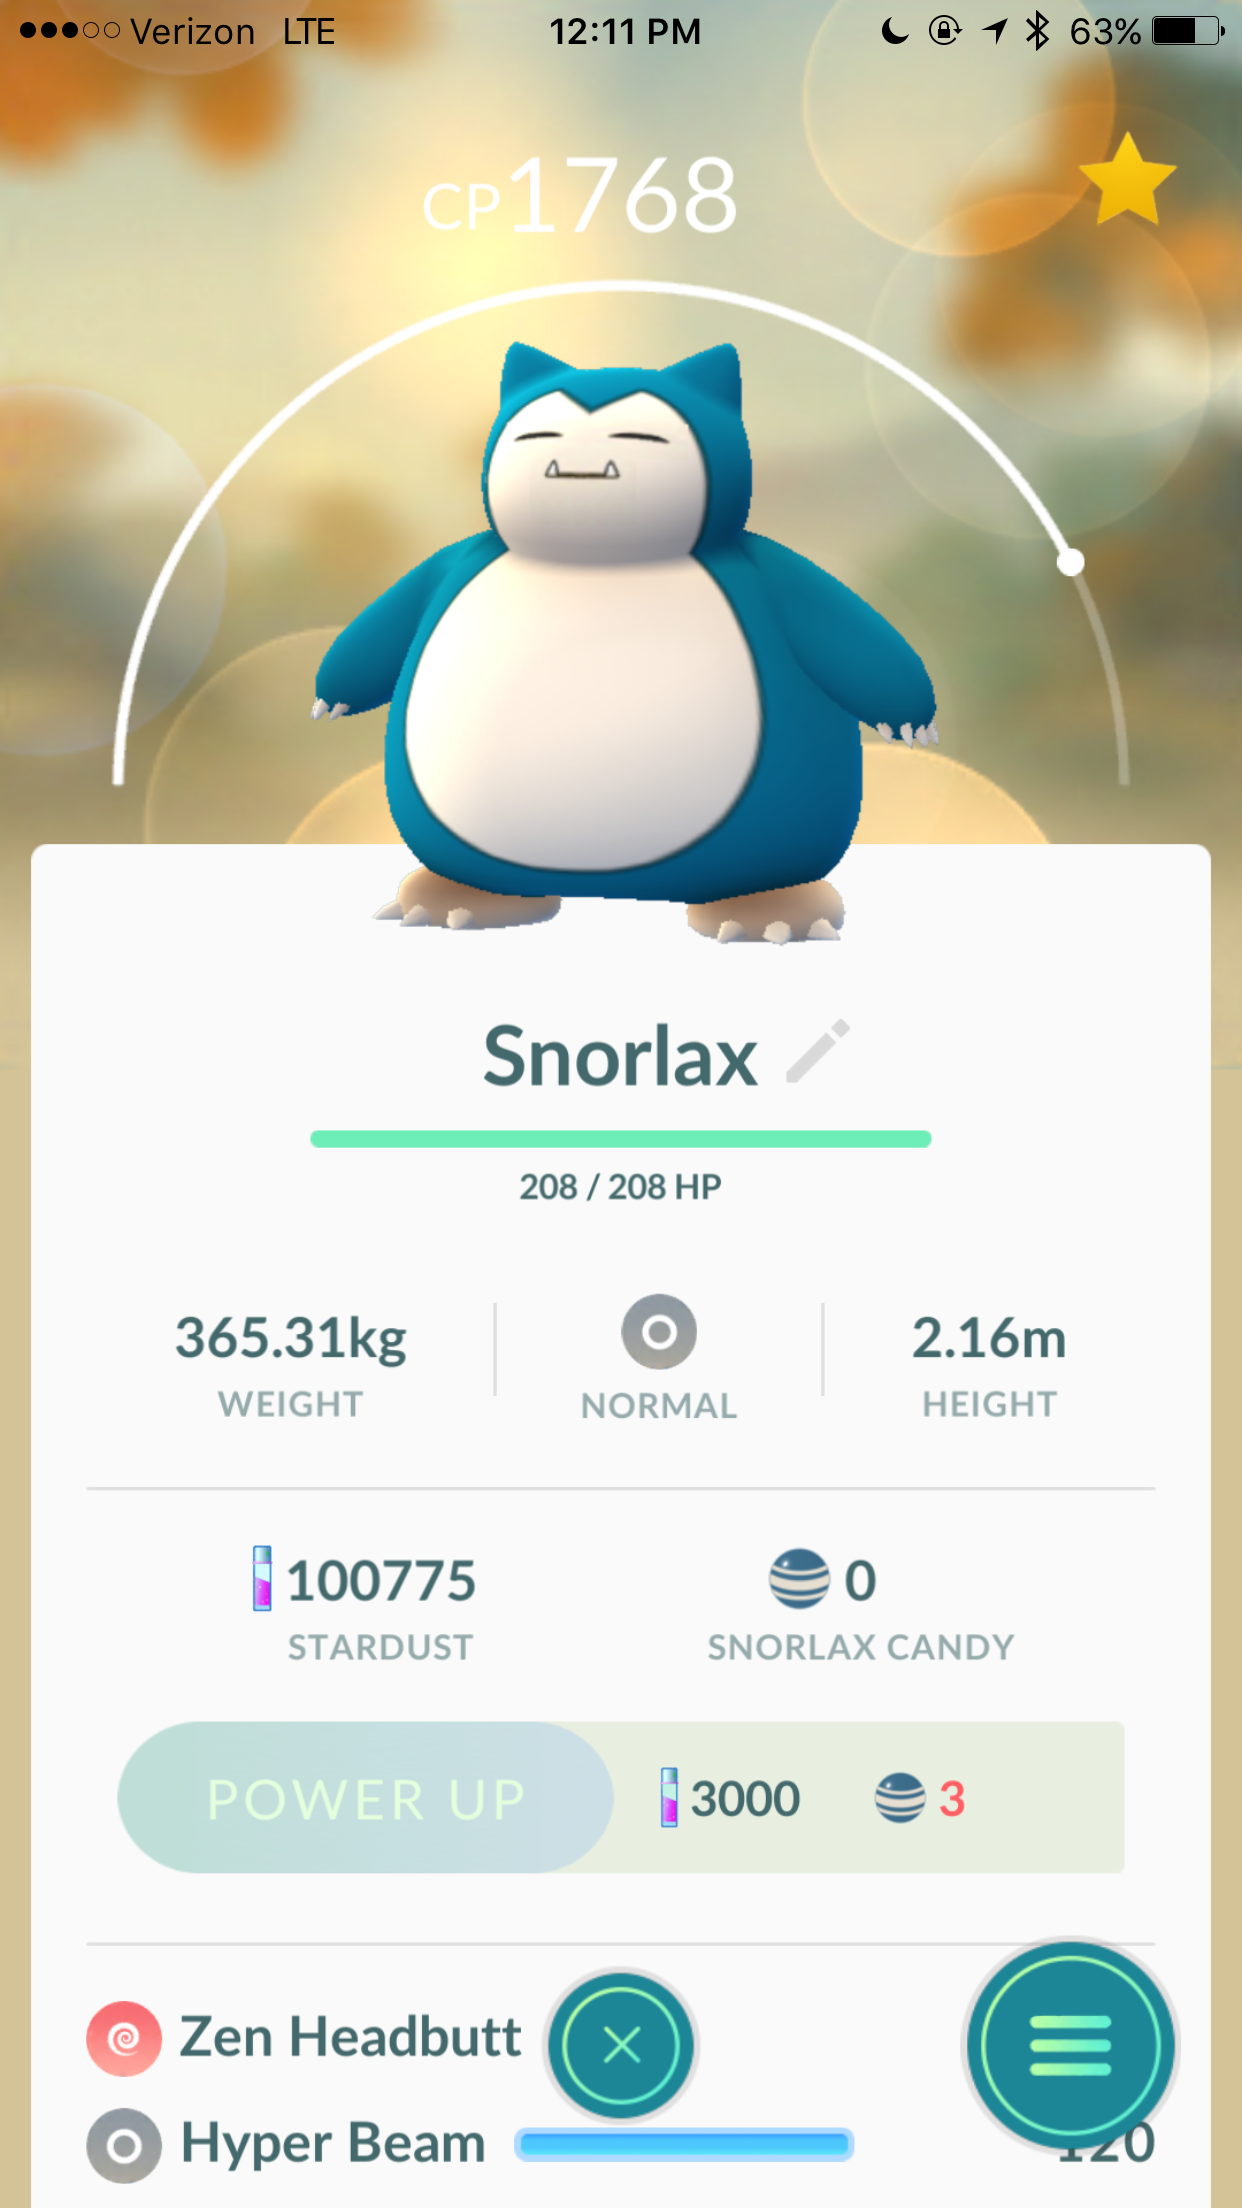 Verizon LTE 12:11 PM 63%
CP1768
Snorlax
208 / 208 HP
365.31kg 2.16m
WEIGHT NORMAL HEIGHT
100775 0
STARDUST SNORLAX CANDY
POWER UP 3000 3
Zen Headbutt
Hyper Beam 120